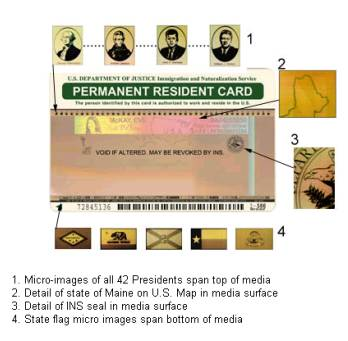 1
2
U.S. DEPARTMENT OF JUSTICE Immigration and Naturalization Service
PERMANENT RESIDENT CARD
The person identified by this card is authorized to work and reside in the U.S.
VOID IF ALTERED. MAY BE REVOKED BY INS.
3
72845136
4
1. Micro-images of all 42 Presidents span top of media
2. Detail of state of Maine on U.S. Map in media surface
3. Detail of INS seal in media surface
4. State flag micro images span bottom of media